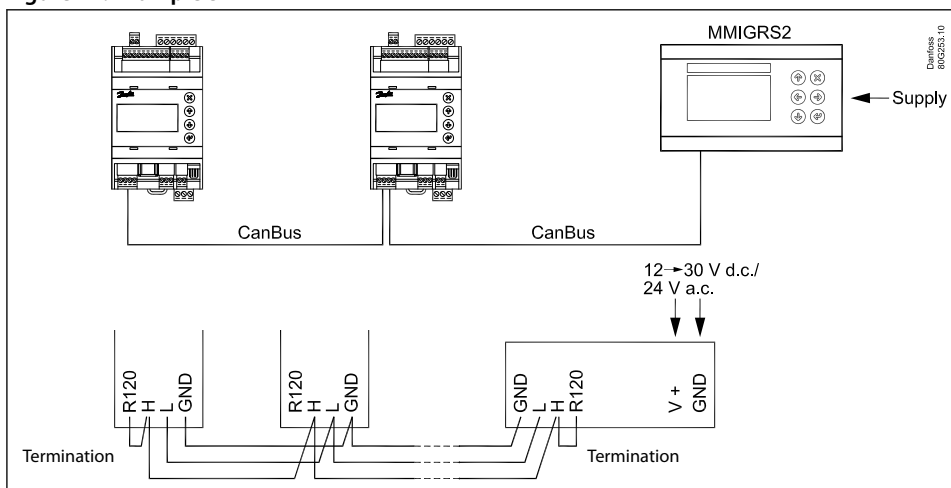 MMIGRS2
Danfoss
80G253.10
Supply
CanBus
CanBus
12→30 V d.c./
24 V a.c.
R120
H
L
GND
R120
H
L
GND
GND
L
H
R120
V +
GND
Termination
Termination